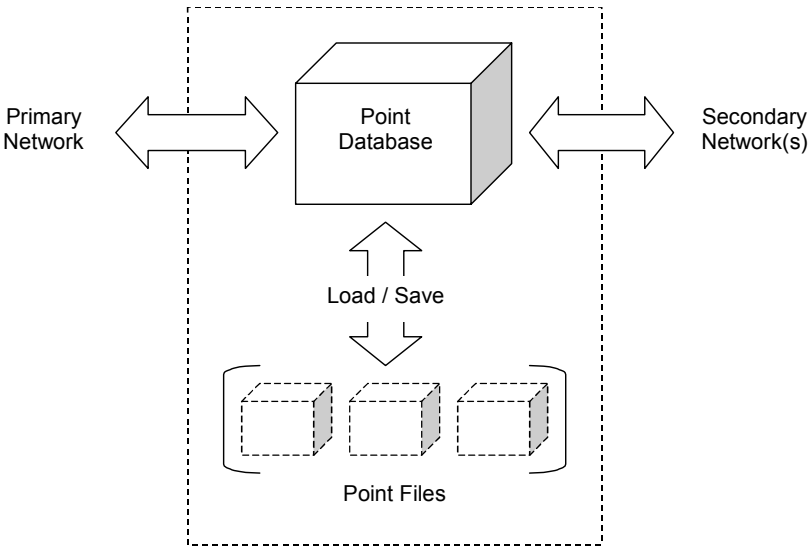 Primary
Network
Point
Database
Secondary
Network(s)
Load / Save
Point Files